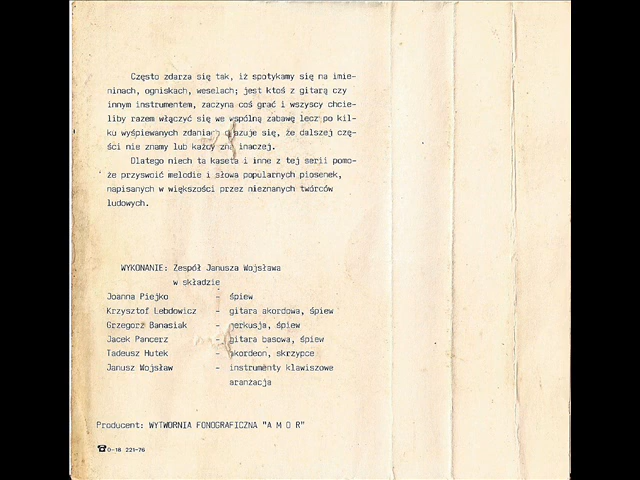 Często zdarza się tak, iż spotykamy się na imie-
ninach, ogniskach, weselach; jest ktoś z gitarą czy
innym instrumentem, zaczyna coś grać i wszyscy chcie-
liby razem włączyć się we wspólną zabawę lecz po kil-
ku wyśpiewanych zdaniach okazuje się, że dalszej czę-
ści nie znamy lub każdy zna inaczej.
Dlatego niech ta kaseta i inne z tej serii pomo-
że przyswoić melodie i słowa popularnych piosenek,
napisanych w większości przez nieznanych twórców
ludowych.
WYKONANIE: Zespół Janusza Wojsława
w składzie
Joanna Piejko - śpiew
Krzysztof Lebdowicz - gitara akordowa, śpiew
Grzegorz Banasiak - perkusja, śpiew
Jacek Pancerz - gitara basowa, śpiew
Tadeusz Hutek - akordeon, skrzypce
Janusz Wojsław - instrumenty klawiszowe
aranżacja
Producent: WYTWORNIA FONOGRAFICZNA "A M O R"
☎0-18 221-76